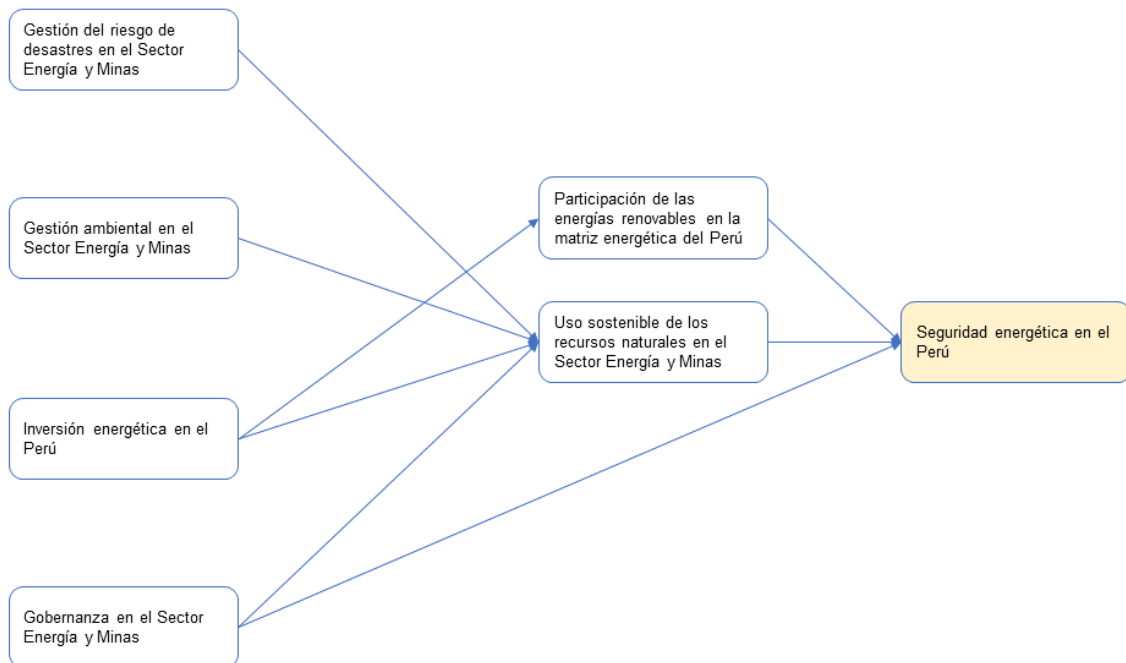 Gestión del riesgo de
desastres en el Sector
Energía y Minas
Gestión ambiental en el
Sector Energía y Minas
Inversión energética en el
Perú
Gobernanza en el Sector
Energía y Minas
Participación de las
energías renovables en la
matriz energética del Perú
Uso sostenible de los
recursos naturales en el
Sector Energía y Minas
Seguridad energética en el
Perú